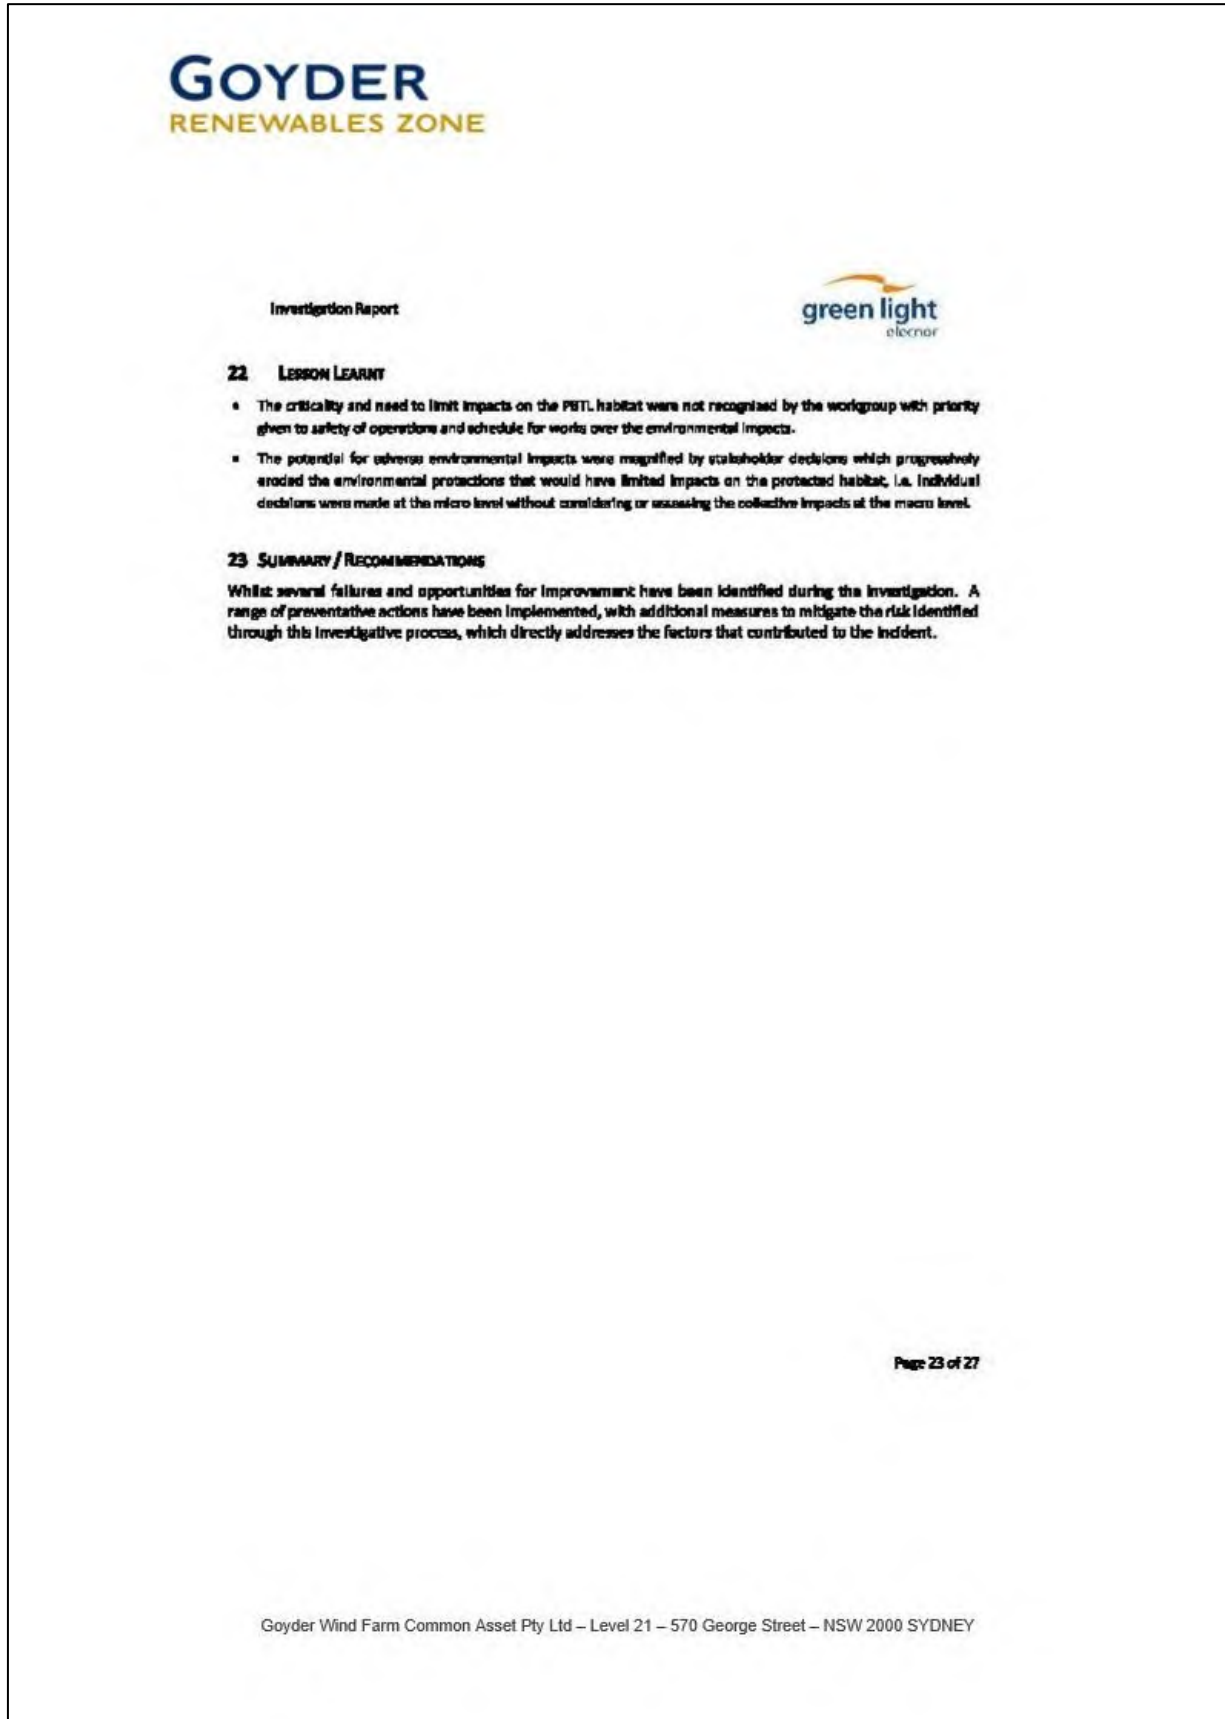 GOYDER
RENEWABLES ZONE
Investigation Report
green light
elecnor
22 LESSON LEARNT
• The criticality and need to limit impacts on the PBTL habitat were not recognised by the workgroup with priority
given to safety of operations and schedule for works over the environmental impacts.
• The potential for adverse environmental impacts were magnified by stakeholder decisions which progressively
eroded the environmental protections that would have limited impacts on the protected habitat, i.e. individual
decisions were made at the micro level without considering or assessing the collective impacts at the macro level.
23 SUMMARY / RECOMMENDATIONS
Whilst several failures and opportunities for improvement have been identified during the investigation. A
range of preventative actions have been implemented, with additional measures to mitigate the risk identified
through this investigative process, which directly addresses the factors that contributed to the incident.
Page 23 of 27
Goyder Wind Farm Common Asset Pty Ltd – Level 21 – 570 George Street – NSW 2000 SYDNEY